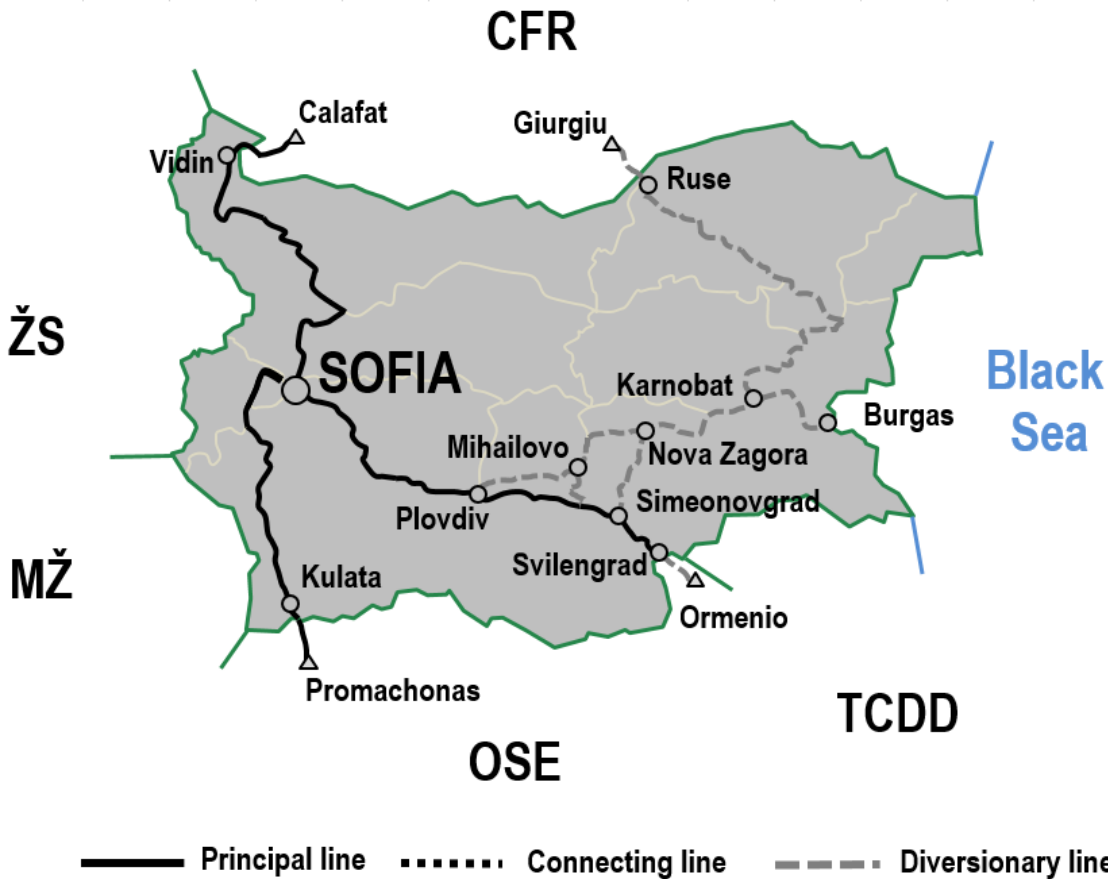 CFR
Calafat
Giurgiu
Vidin
Ruse
ŽS
SOFIA
Karnobat
Black
Sea
Burgas
Mihailovo
Nova Zagora
Plovdiv
Simeonovgrad
MŽ
Svilengrad
Kulata
Ormenio
Promachonas
TCDD
OSE
Principal line
Connecting line
Diversionary line